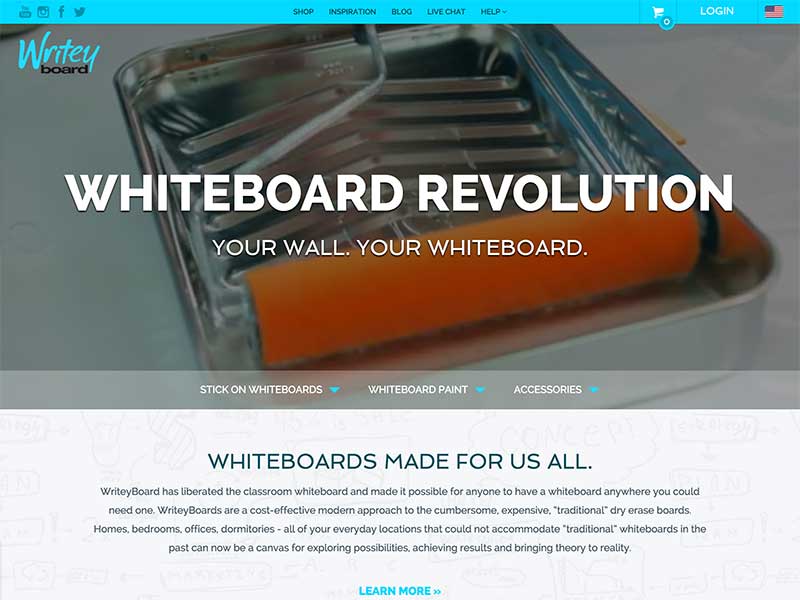 SHOP INSPIRATION BLOG LIVE CHAT HELP
0
LOGIN
Writey
board
WHITEBOARD REVOLUTION
YOUR WALL. YOUR WHITEBOARD.
STICK ON WHITEBOARDS WHITEBOARD PAINT ACCESSORIES
WHITEBOARDS MADE FOR US ALL.
WriteyBoard has liberated the classroom whiteboard and made it possible for anyone to have a whiteboard anywhere you could
need one. WriteyBoards are a cost-effective modern approach to the cumbersome, expensive, "traditional" dry erase boards.
Homes, bedrooms, offices, dormitories - all of your everyday locations that could not accommodate "traditional" whiteboards in the
past can now be a canvas for exploring possibilities, achieving results and bringing theory to reality.
CONCEPT
MARKETING
LEARN MORE »